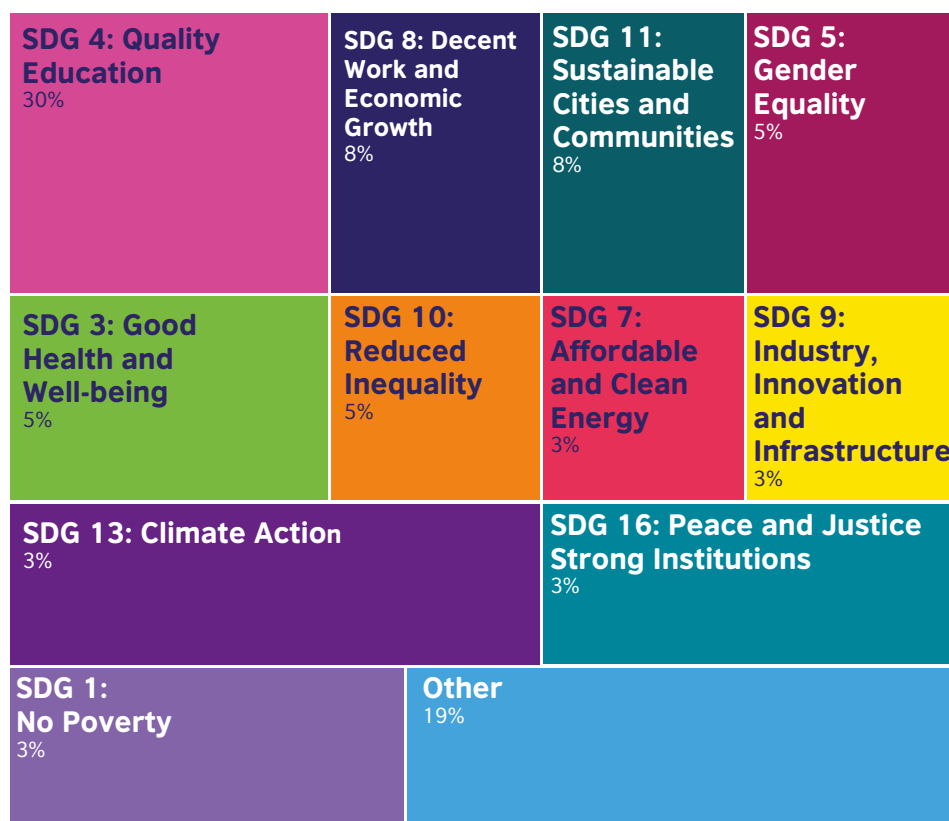 SDG 4: Quality
Education
30%
SDG 8: Decent
Work and
Economic
Growth
8%
SDG 11:
Sustainable
Cities and
Communities
8%
SDG 5:
Gender
Equality
5%
SDG 3: Good
Health and
Well-being
5%
SDG 10:
Reduced
Inequality
5%
SDG 7:
Affordable
and Clean
Energy
3%
SDG 9:
Industry,
Innovation
and
Infrastructure
3%
SDG 13: Climate Action
3%
SDG 16: Peace and Justice
Strong Institutions
3%
SDG 1:
No Poverty
3%
Other
19%